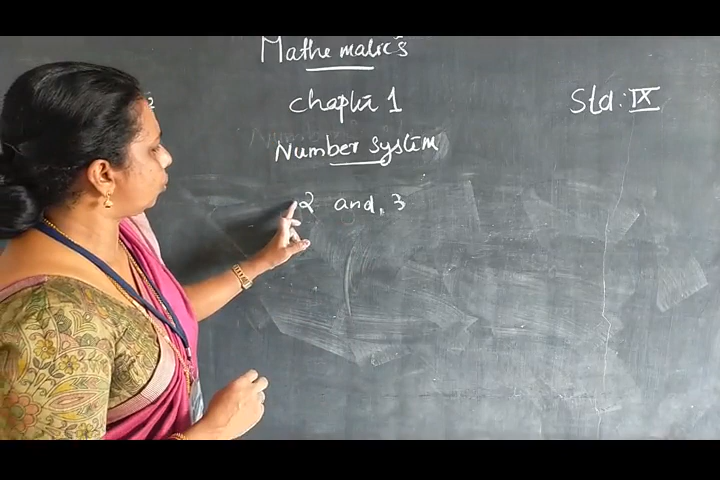 Mathematics
Chapter 1
Std: IX
Number System
2 and 3